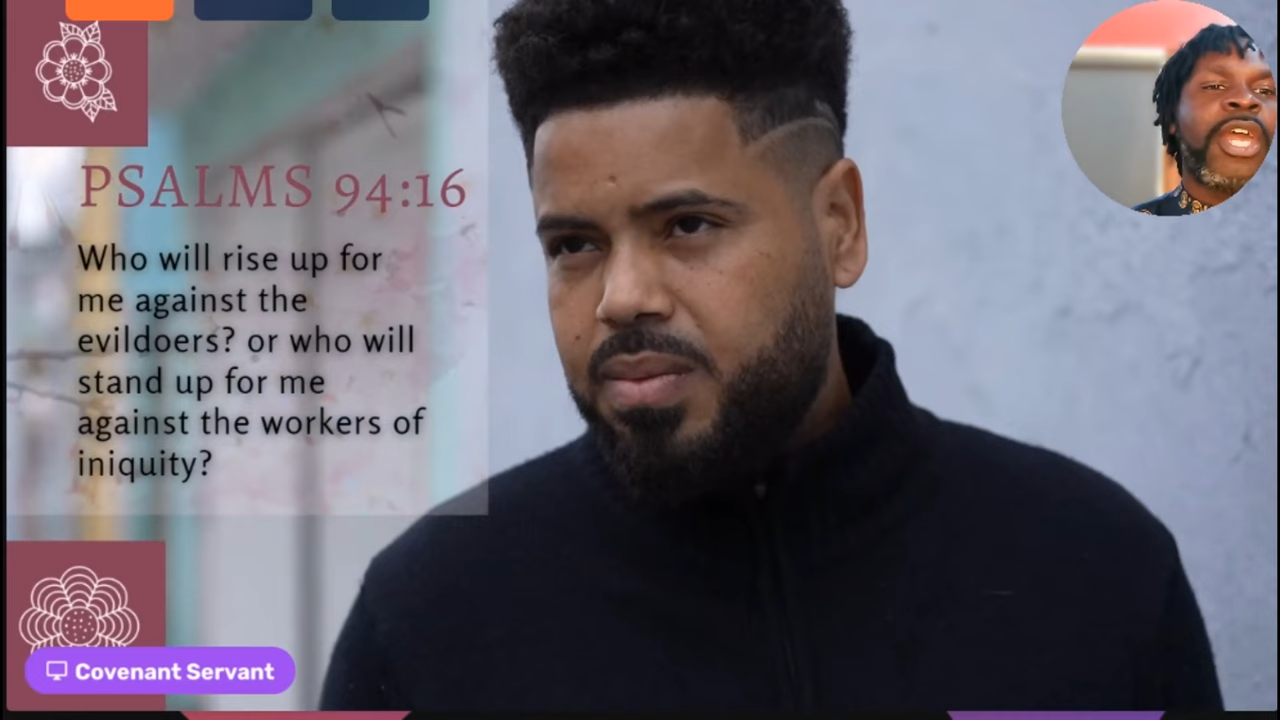 PSALMS 94:16
Who will rise up for
me against the
evildoers? or who will
stand up for me
against the workers of
iniquity?
Covenant Servant